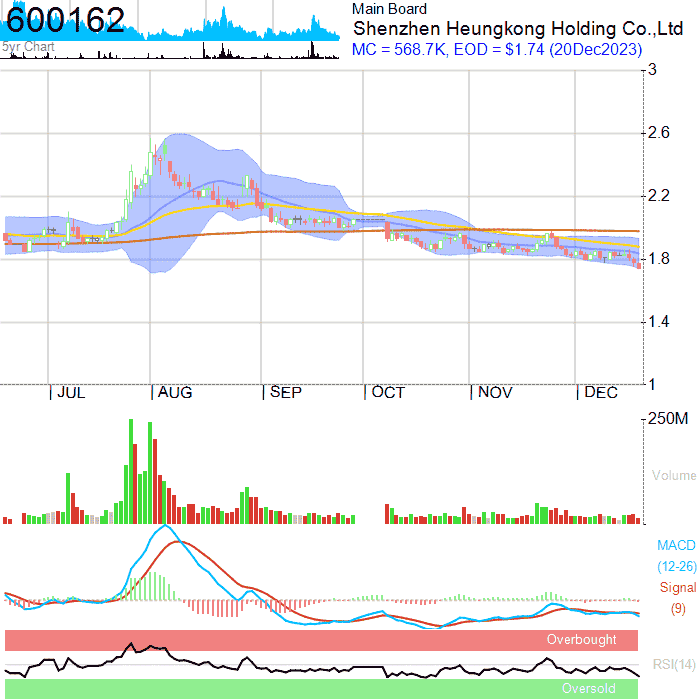 600162
5yr Chart
Main Board
Shenzhen Heungkong Holding Co.,Ltd
MC = 568.7K, EOD = $1.74 (20Dec2023)
3
2.6
2.2
1.8
1.4
1
JUL AUG SEP OCT NOV DEC
250M
Volume
MACD
(12-26)
Signal
(9)
Overbought
RSI(14)
Oversold